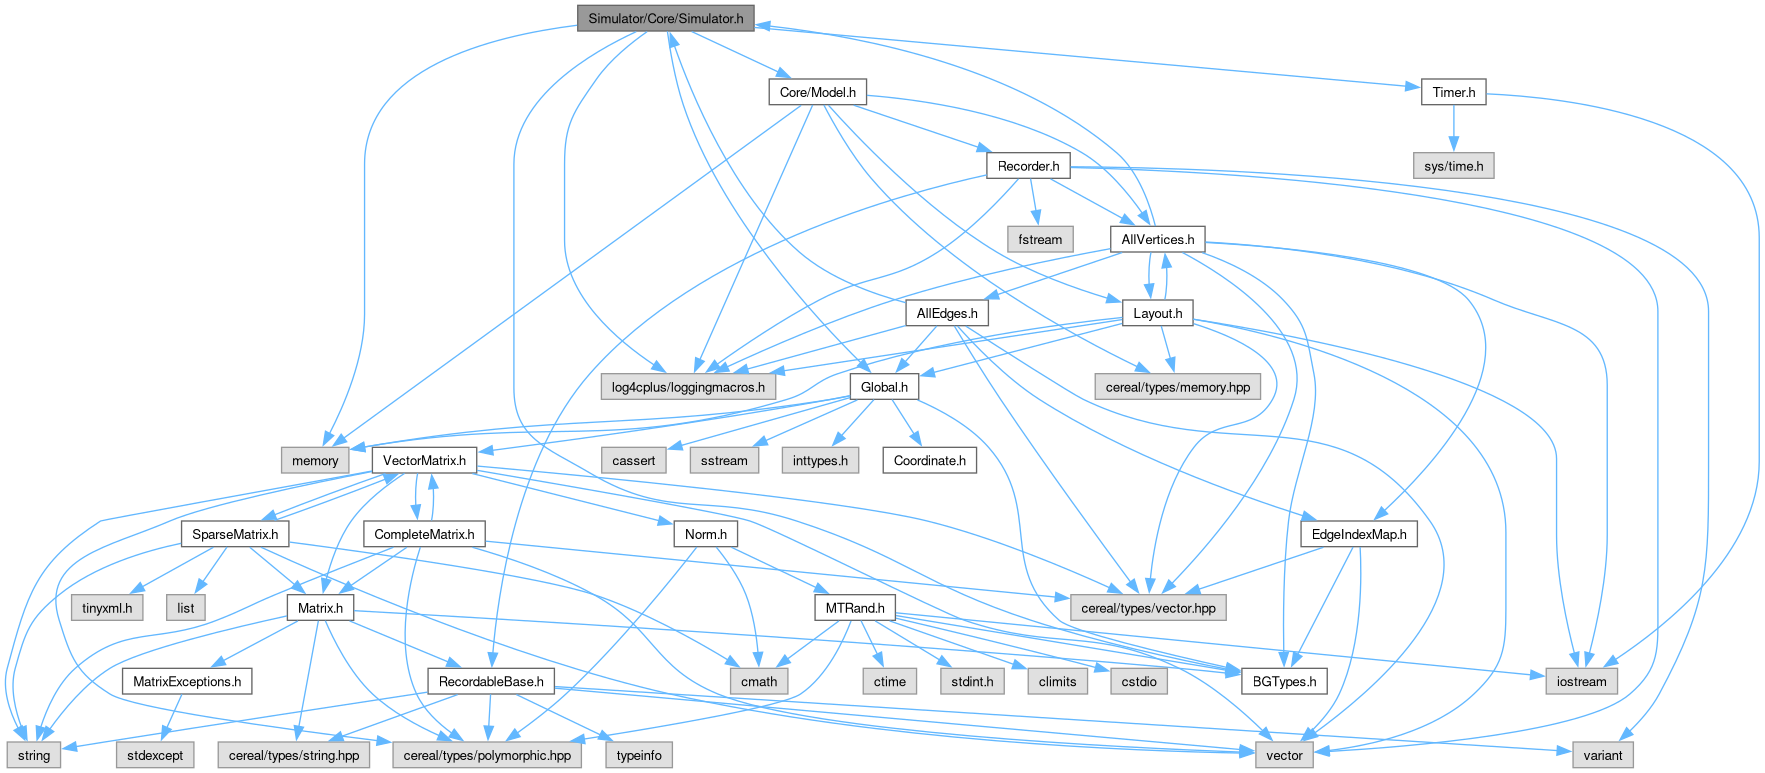 Simulator/Core/Simulator.h
Core/Model.h
Timer.h
Recorder.h
sys/time.h
fstream
AllVertices.h
AllEdges.h
Layout.h
log4cplus/loggingmacros.h
Global.h
cereal/types/memory.hpp
memory
VectorMatrix.h
cassert
sstream
inttypes.h
Coordinate.h
SparseMatrix.h
CompleteMatrix.h
Norm.h
EdgeIndexMap.h
tinyxml.h
list
Matrix.h
MTRand.h
cereal/types/vector.hpp
MatrixExceptions.h
RecordableBase.h
cmath
ctime
stdint.h
climits
cstdio
BGTypes.h
iostream
string
stdexcept
cereal/types/string.hpp
cereal/types/polymorphic.hpp
typeinfo
vector
variant